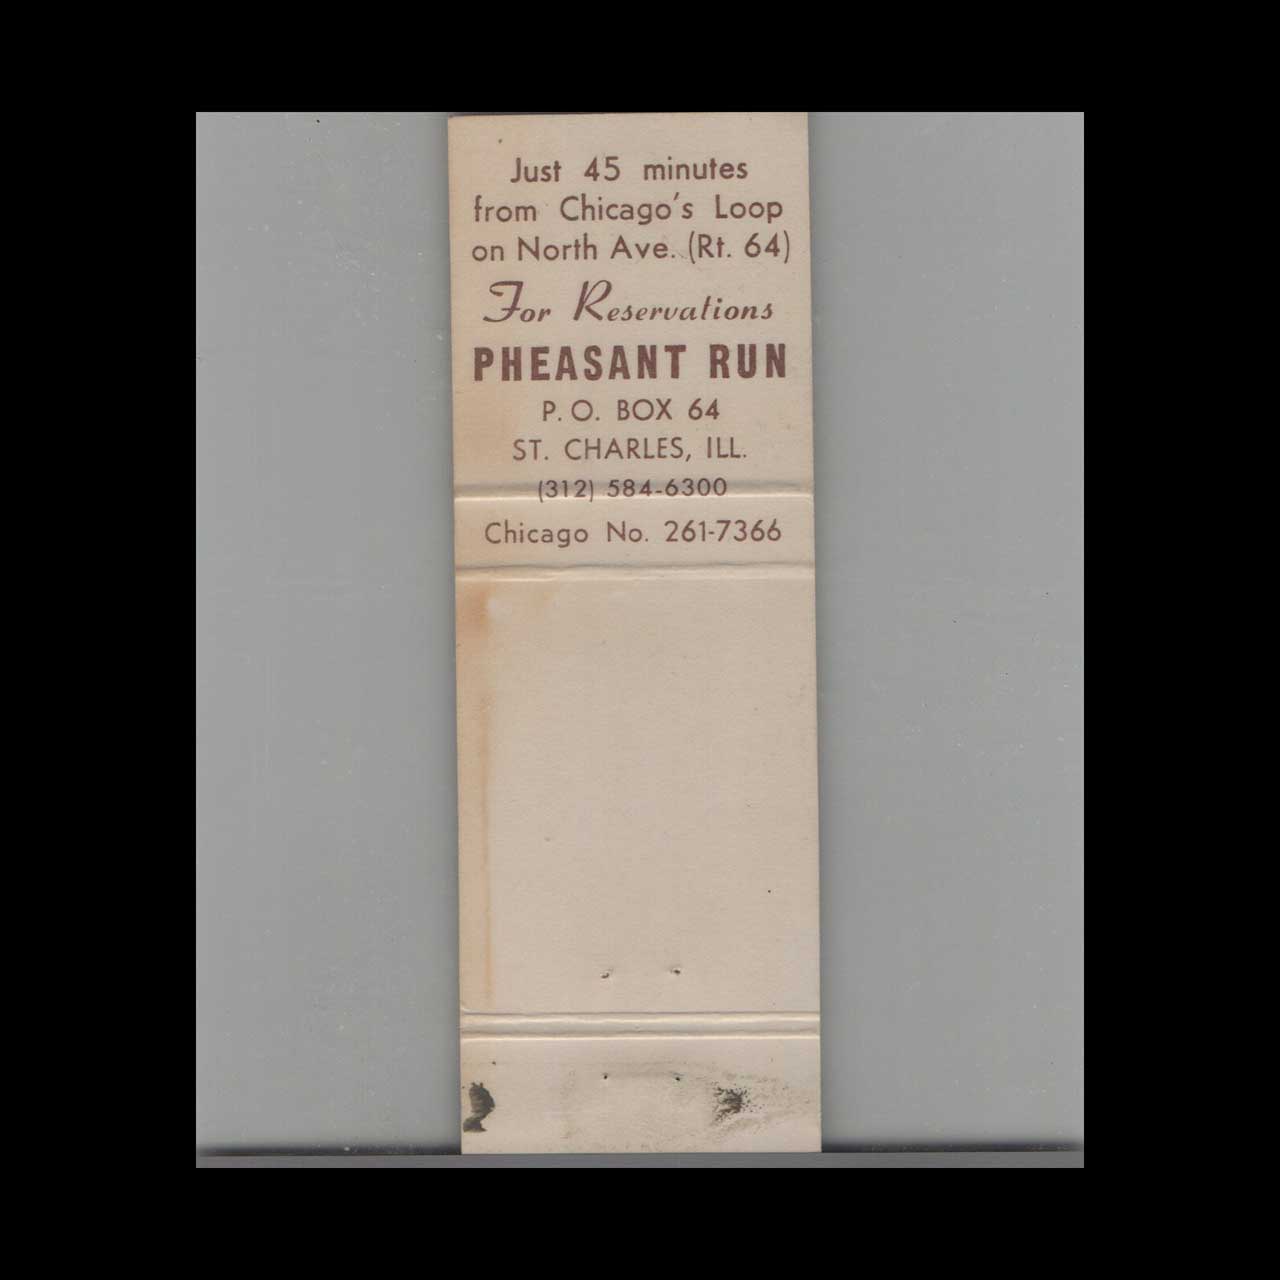 Just 45 minutes
from Chicago's Loop
on North Ave. (Rt. 64)
For Reservations
PHEASANT RUN
P. O. BOX 64
ST. CHARLES, ILL.
(312) 584-6300
Chicago No. 261-7366